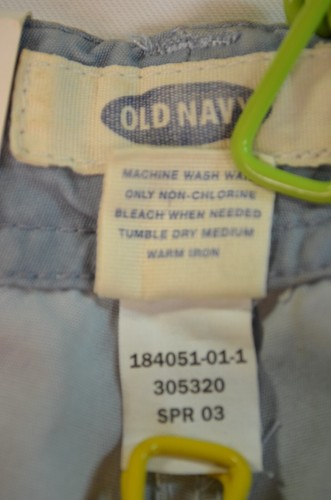 OLD NAVY
MACHINE WASH
ONLY NON-CHLORINE
BLEACH WHEN NEEDED
TUMBLE DRY MEDIUM
WARM IRON
184051-01-1
305320
SPR 03